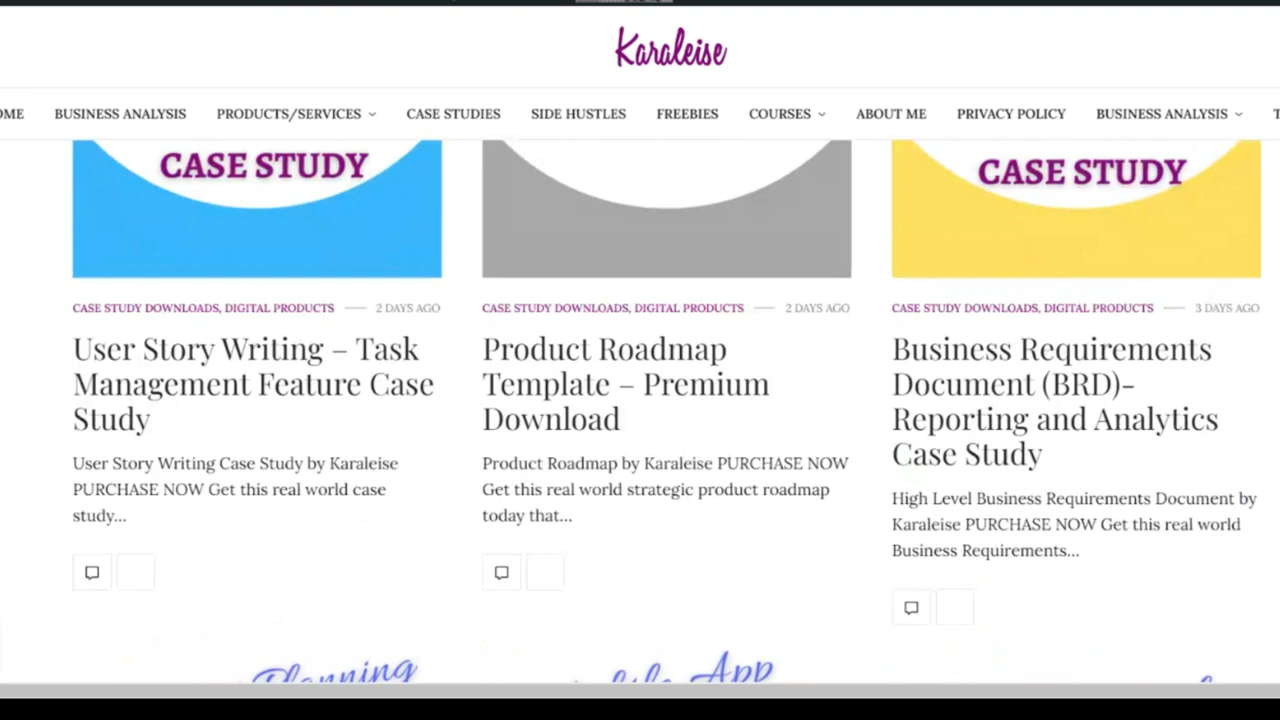 Karaleise
OME BUSINESS ANALYSIS PRODUCTS/SERVICES CASE STUDIES SIDE HUSTLES FREEBIES COURSES ABOUT ME PRIVACY POLICY BUSINESS ANALYSIS T
CASE STUDY
CASE STUDY
CASE STUDY DOWNLOADS, DIGITAL PRODUCTS — 2 DAYS AGO
User Story Writing – Task
Management Feature Case
Study
User Story Writing Case Study by Karaleise
PURCHASE NOW Get this real world case
study...
CASE STUDY DOWNLOADS, DIGITAL PRODUCTS — 2 DAYS AGO
Product Roadmap
Template – Premium
Download
Product Roadmap by Karaleise PURCHASE NOW
Get this real world strategic product roadmap
today that...
CASE STUDY DOWNLOADS, DIGITAL PRODUCTS — 3 DAYS AGO
Business Requirements
Document (BRD)-
Reporting and Analytics
Case Study
High Level Business Requirements Document by
Karaleise PURCHASE NOW Get this real world
Business Requirements...
Planning
App